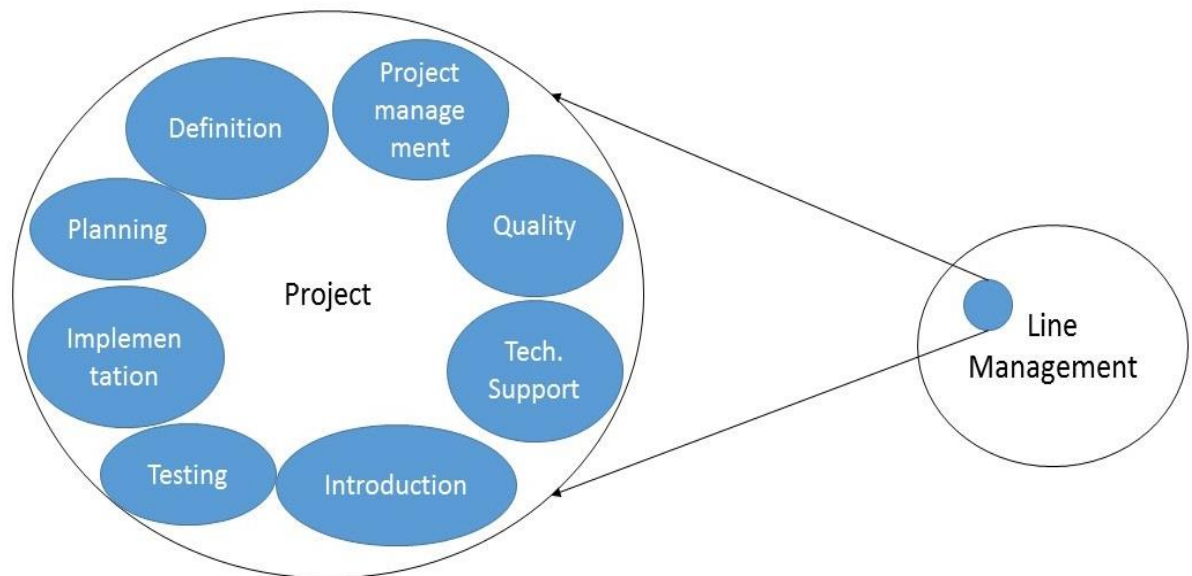 Project
manage
ment
Definition
Quality
Planning
Project
Implemen
tation
Tech.
Support
Line
Management
Testing
Introduction